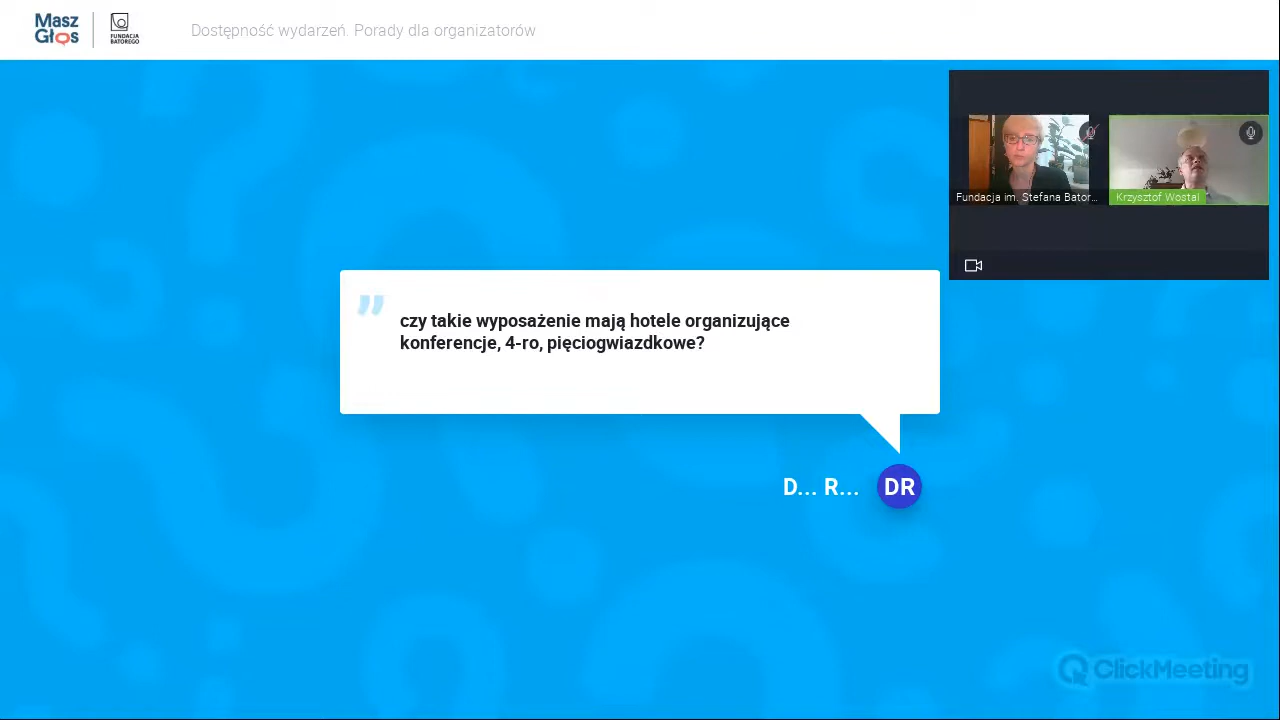 Masz
Głos
FUNDACJA
BATOREGO
Dostępność wydarzeń. Porady dla organizatorów
Fundacja im. Stefana Bator...
Krzysztof Wostal
czy takie wyposażenie mają hotele organizujące
konferencje, 4-ro, pięciogwiazdkowe?
D... R...
DR
ClickMeeting